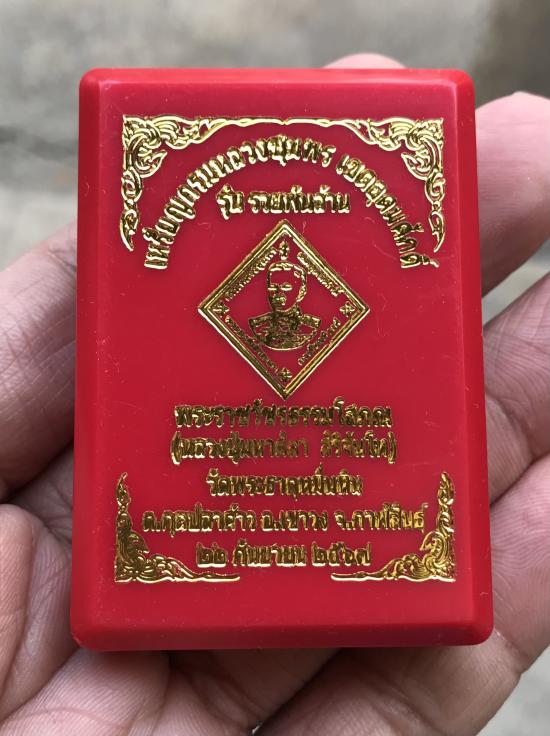 เหรียญกรมหลวงชุมพร เขตอุดมศักดิ์
รุ่น รวยพันล้าน
พระราชวัชรธรรมโสภณ
(หลวงปู่มหาศิลา สิริจันโท)
วัดพระธาตุหมื่นหิน
ต.กุดปลาค้าว อ.เขาวง จ.กาฬสินธุ์
๒๒ กันยายน ๒๕๖๗